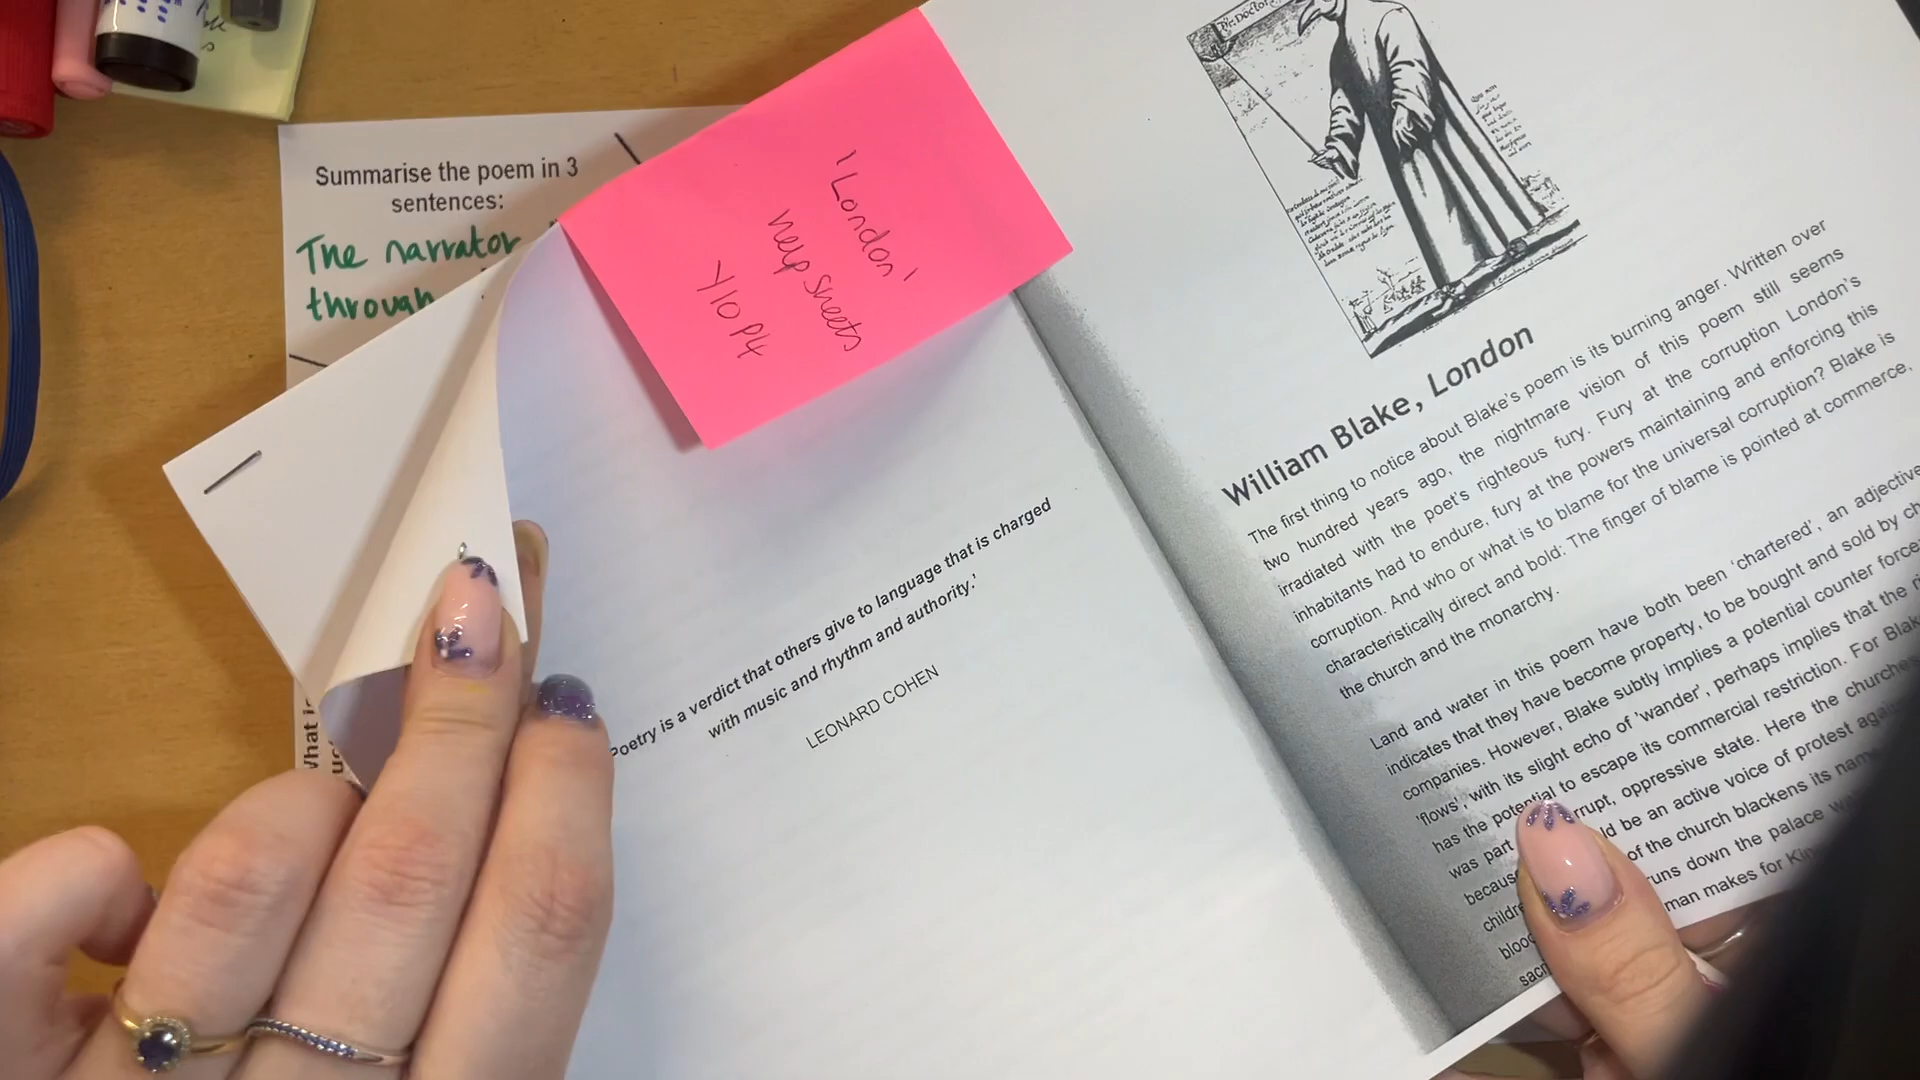 Summarise the poem in 3
sentences:
The narrator
through
'London'
help sheets
Y10 P4
Poetry is a verdict that others give to language that is charged
with music and rhythm and authority.'
LEONARD COHEN
William Blake, London
The first thing to notice about Blake's poem is its burning anger. Written over
two hundred years ago, the nightmare vision of this poem still seems
irradiated with the poet's righteous fury. Fury at the corruption London's
inhabitants had to endure, fury at the powers maintaining and enforcing this
corruption. And who or what is to blame for the universal corruption? Blake is
characteristically direct and bold: The finger of blame is pointed at commerce,
the church and the monarchy.
Land and water in this poem have both been 'chartered', an adjective
indicates that they have become property, to be bought and sold by
companies. However, Blake subtly implies a potential counter force
'flows', with its slight echo of 'wander', perhaps implies that the
has the potential to escape its commercial restriction. For
was part oppressive state. Here the
be an active voice of protest
of the church blackens its
runs down the palace
man makes for